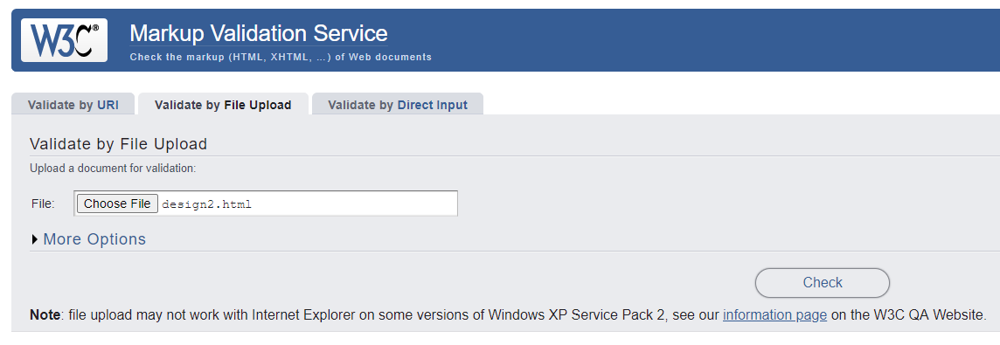 W3C® Markup Validation Service
Check the markup (HTML, XHTML, …) of Web documents
Validate by URI Validate by File Upload Validate by Direct Input
Validate by File Upload
Upload a document for validation:
File: Choose File design2.html
More Options
Check
Note: file upload may not work with Internet Explorer on some versions of Windows XP Service Pack 2, see our information page on the W3C QA Website.